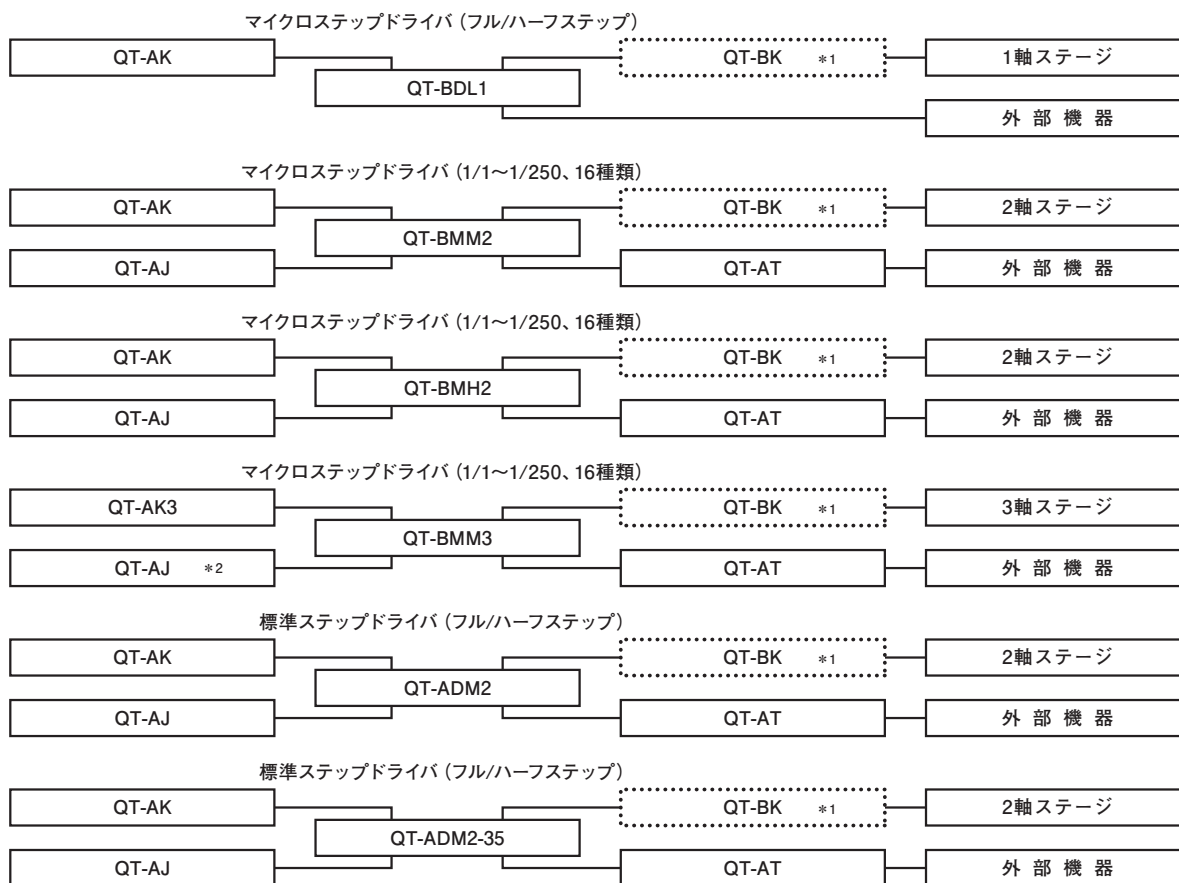 マイクロステップドライバ（フル/ハーフステップ）
QT-AK
QT-BK *1
1軸ステージ
QT-BDL1
外部機器
マイクロステップドライバ（1/1～1/250、16種類）
QT-AK
QT-BK *1
2軸ステージ
QT-BMM2
QT-AJ
QT-AT
外部機器
マイクロステップドライバ（1/1～1/250、16種類）
QT-AK
QT-BK *1
2軸ステージ
QT-BMH2
QT-AJ
QT-AT
外部機器
マイクロステップドライバ（1/1～1/250、16種類）
QT-AK3
QT-BK *1
3軸ステージ
QT-BMM3
QT-AJ *2
QT-AT
外部機器
標準ステップドライバ（フル/ハーフステップ）
QT-AK
QT-BK *1
2軸ステージ
QT-ADM2
QT-AJ
QT-AT
外部機器
標準ステップドライバ（フル/ハーフステップ）
QT-AK
QT-BK *1
2軸ステージ
QT-ADM2-35
QT-AJ
QT-AT
外部機器